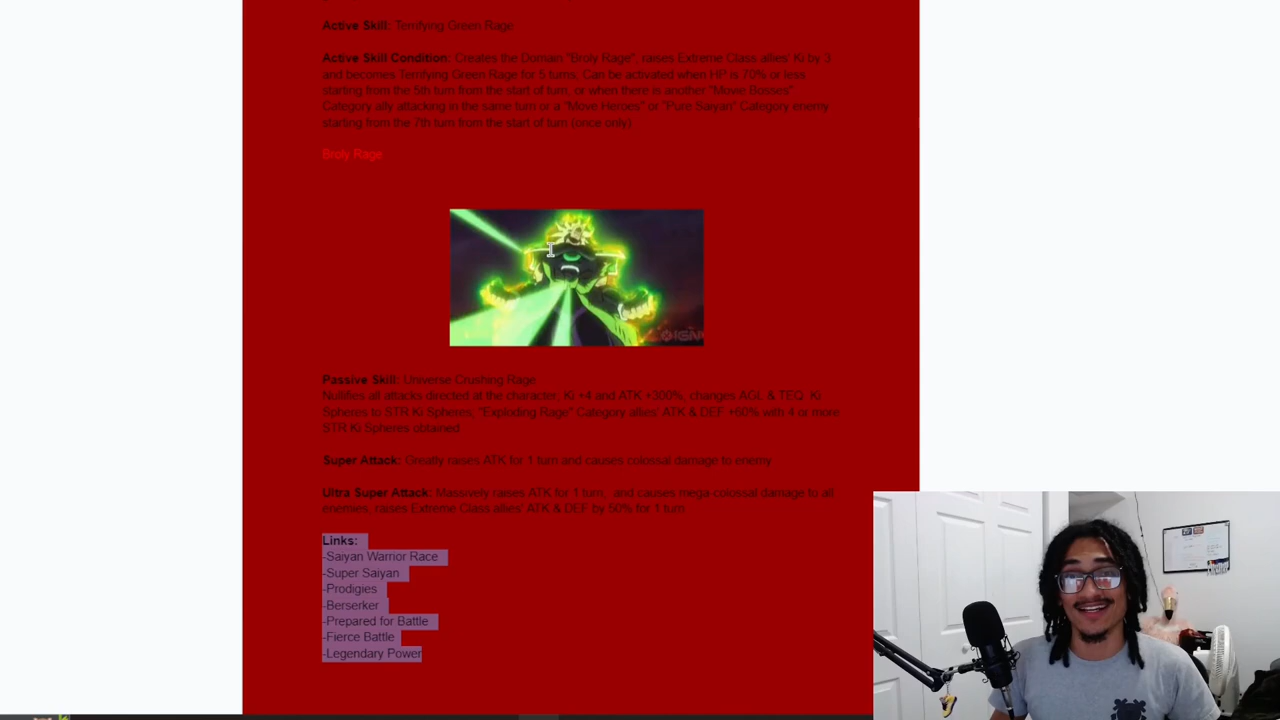 Active Skill: Terrifying Green Rage
Active Skill Condition: Creates the Domain "Broly Rage", raises Extreme Class allies' Ki by 3
and becomes Terrifying Green Rage for 5 turns; Can be activated when HP is 70% or less
starting from the 5th turn from the start of turn, or when there is another "Movie Bosses"
Category ally attacking in the same turn or a "Move Heroes" or "Pure Saiyan" Category enemy
starting from the 7th turn from the start of turn (once only)
Broly Rage
IGN
Passive Skill: Universe Crushing Rage
Nullifies all attacks directed at the character; Ki +4 and ATK +300%, changes AGL & TEQ. Ki
Spheres to STR Ki Spheres; "Exploding Rage" Category allies' ATK & DEF +60% with 4 or more
STR Ki Spheres obtained
Super Attack: Greatly raises ATK for 1 turn and causes colossal damage to enemy
Ultra Super Attack: Massively raises ATK for 1 turn, and causes mega-colossal damage to all
enemies; raises Extreme Class allies' ATK & DEF by 50% for 1 turn
Links:
-Saiyan Warrior Race
-Super Saiyan
-Prodigies
-Berserker
-Prepared for Battle
-Fierce Battle
-Legendary Power